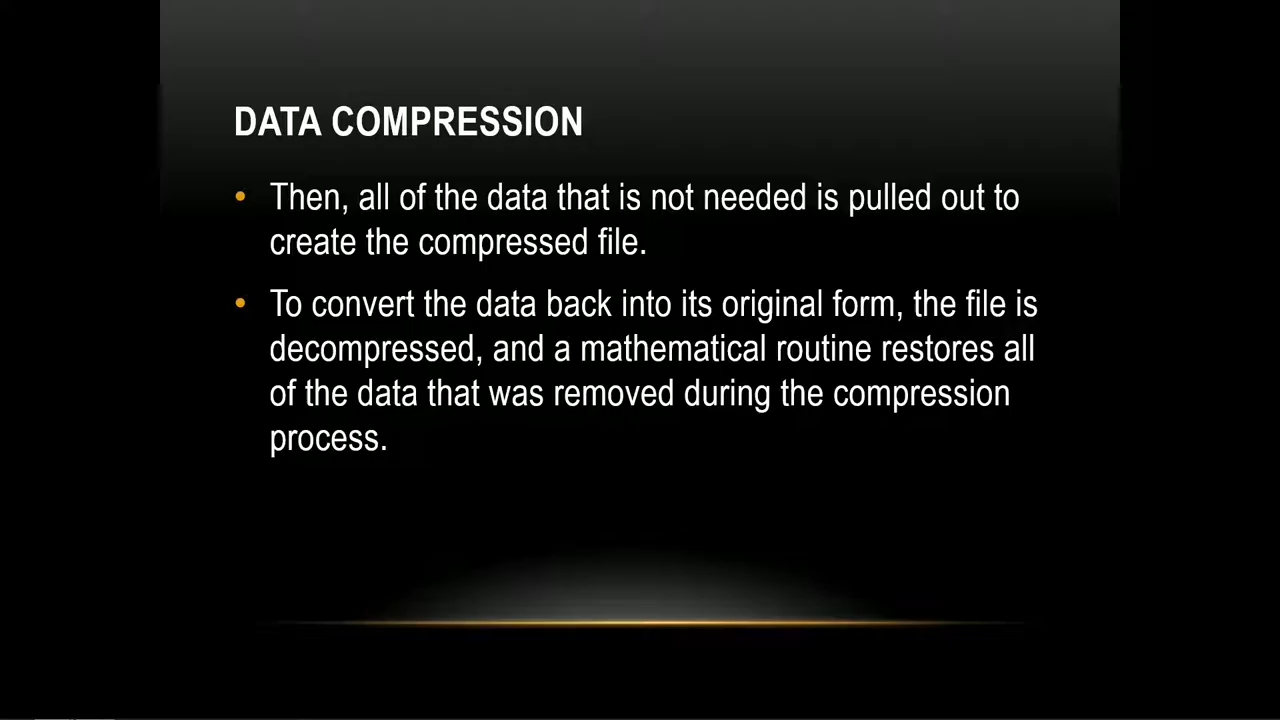 DATA COMPRESSION
• Then, all of the data that is not needed is pulled out to
create the compressed file.
• To convert the data back into its original form, the file is
decompressed, and a mathematical routine restores all
of the data that was removed during the compression
process.